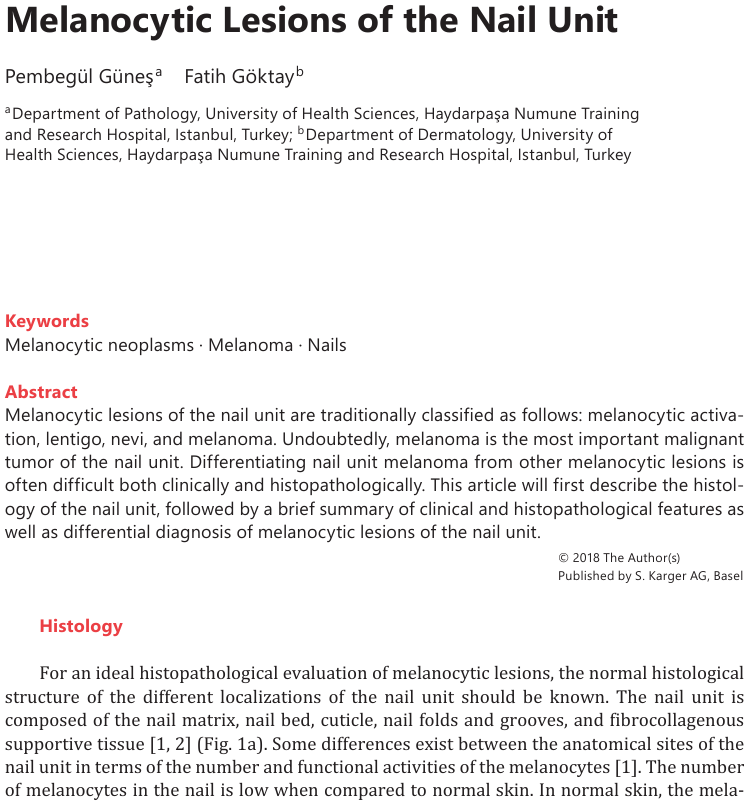 Melanocytic Lesions of the Nail Unit
Pembegül Güneşᵃ Fatih Göktayᵇ
ᵃDepartment of Pathology, University of Health Sciences, Haydarpaşa Numune Training
and Research Hospital, Istanbul, Turkey; ᵇDepartment of Dermatology, University of
Health Sciences, Haydarpaşa Numune Training and Research Hospital, Istanbul, Turkey
Keywords
Melanocytic neoplasms · Melanoma · Nails
Abstract
Melanocytic lesions of the nail unit are traditionally classified as follows: melanocytic activa-
tion, lentigo, nevi, and melanoma. Undoubtedly, melanoma is the most important malignant
tumor of the nail unit. Differentiating nail unit melanoma from other melanocytic lesions is
often difficult both clinically and histopathologically. This article will first describe the histol-
ogy of the nail unit, followed by a brief summary of clinical and histopathological features as
well as differential diagnosis of melanocytic lesions of the nail unit.
© 2018 The Author(s)
Published by S. Karger AG, Basel
Histology
For an ideal histopathological evaluation of melanocytic lesions, the normal histological
structure of the different localizations of the nail unit should be known. The nail unit is
composed of the nail matrix, nail bed, cuticle, nail folds and grooves, and fibrocollagenous
supportive tissue [1, 2] (Fig. 1a). Some differences exist between the anatomical sites of the
nail unit in terms of the number and functional activities of the melanocytes [1]. The number
of melanocytes in the nail is low when compared to normal skin. In normal skin, the mela-